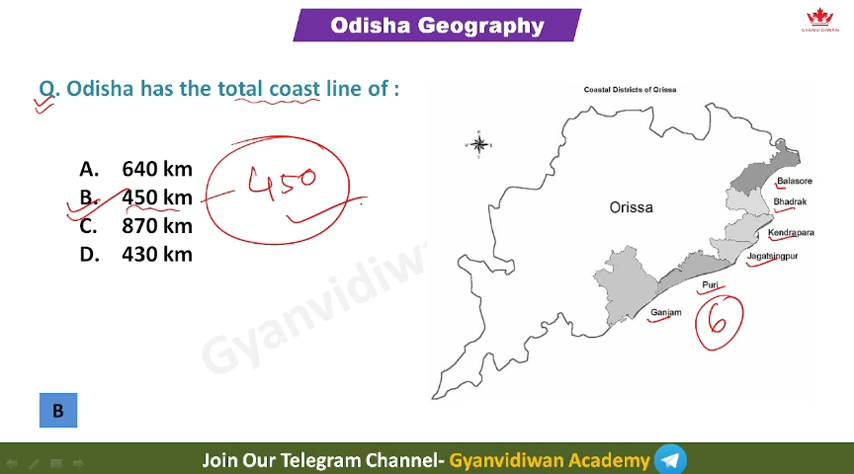 Odisha Geography
GYANVIDIWAN
Q. Odisha has the total coast line of :
A. 640 km
B. 450 km
C. 870 km
D. 430 km
450
Coastal Districts of Orissa
N
Orissa
Balasore
Bhadrak
Kendrapara
Jagatsingpur
Puri
Ganjam
6
Gyanvidiwan
B
Join Our Telegram Channel- Gyanvidiwan Academy